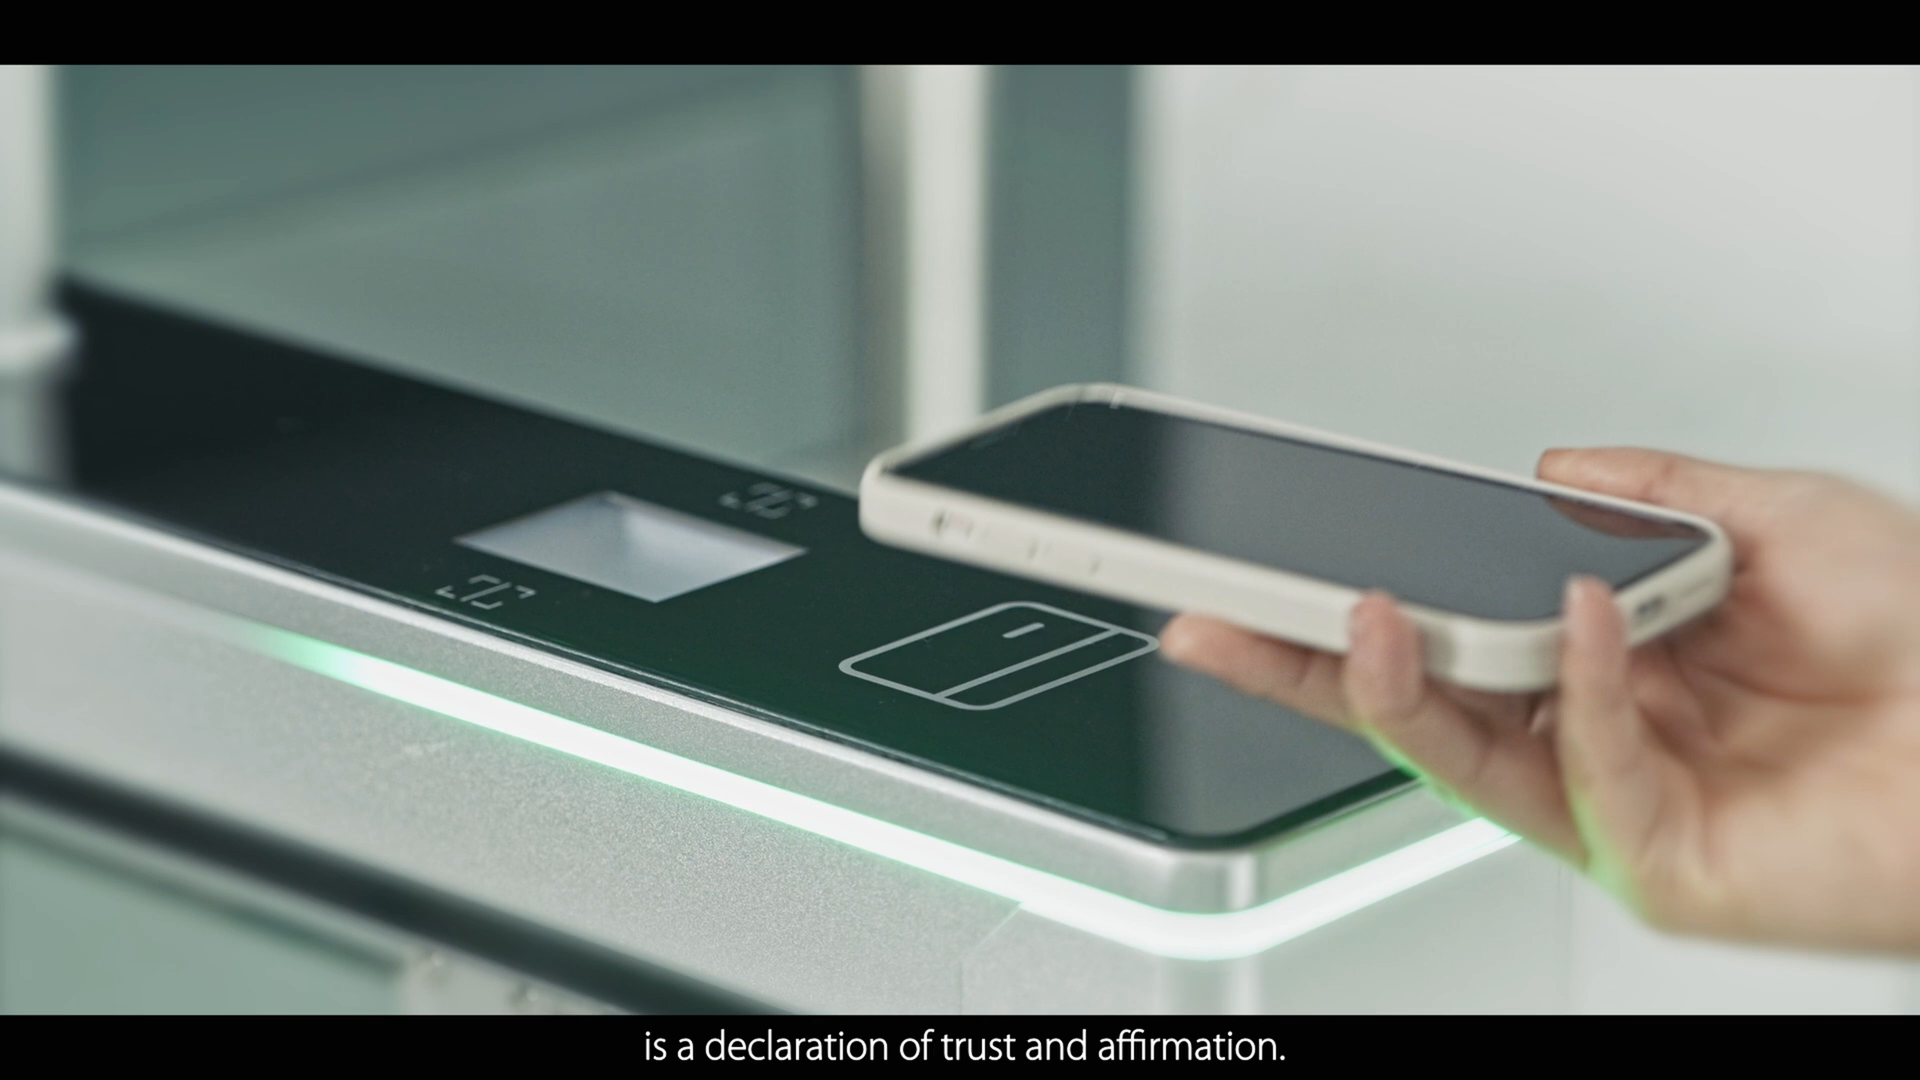 is a declaration of trust and affirmation.